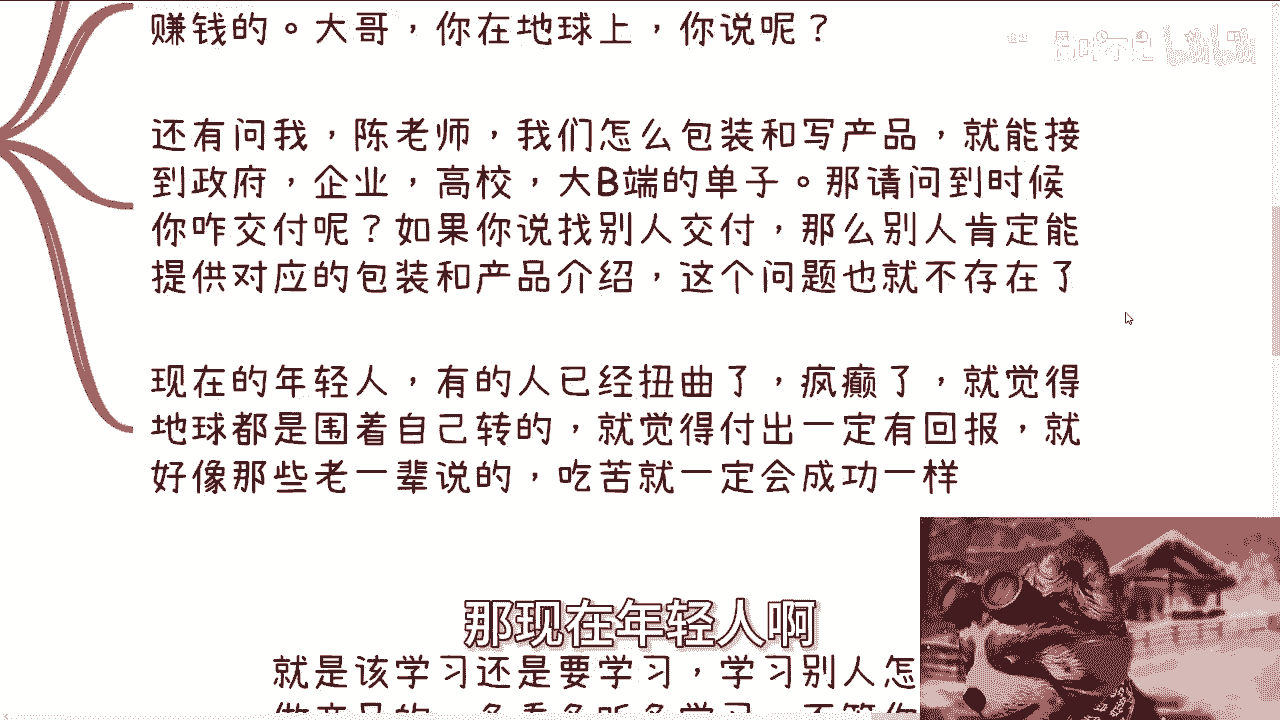 赚钱的。大哥，你在地球上，你说呢？
还有问我，陈老师，我们怎么包装和写产品，就能接
到政府，企业，高校，大B端的单子。那请问到时候
你咋交付呢？如果你说找别人交付，那么别人肯定能
提供对应的包装和产品介绍，这个问题也就不存在了
现在的年轻人，有的人已经扭曲了，疯癫了，就觉得
地球都是围着自己转的，就觉得付出一定有回报，就
好像那些老一辈说的，吃苦就一定会成功一样
那现在年轻人啊
就是该学习还是要学习，学习别人怎